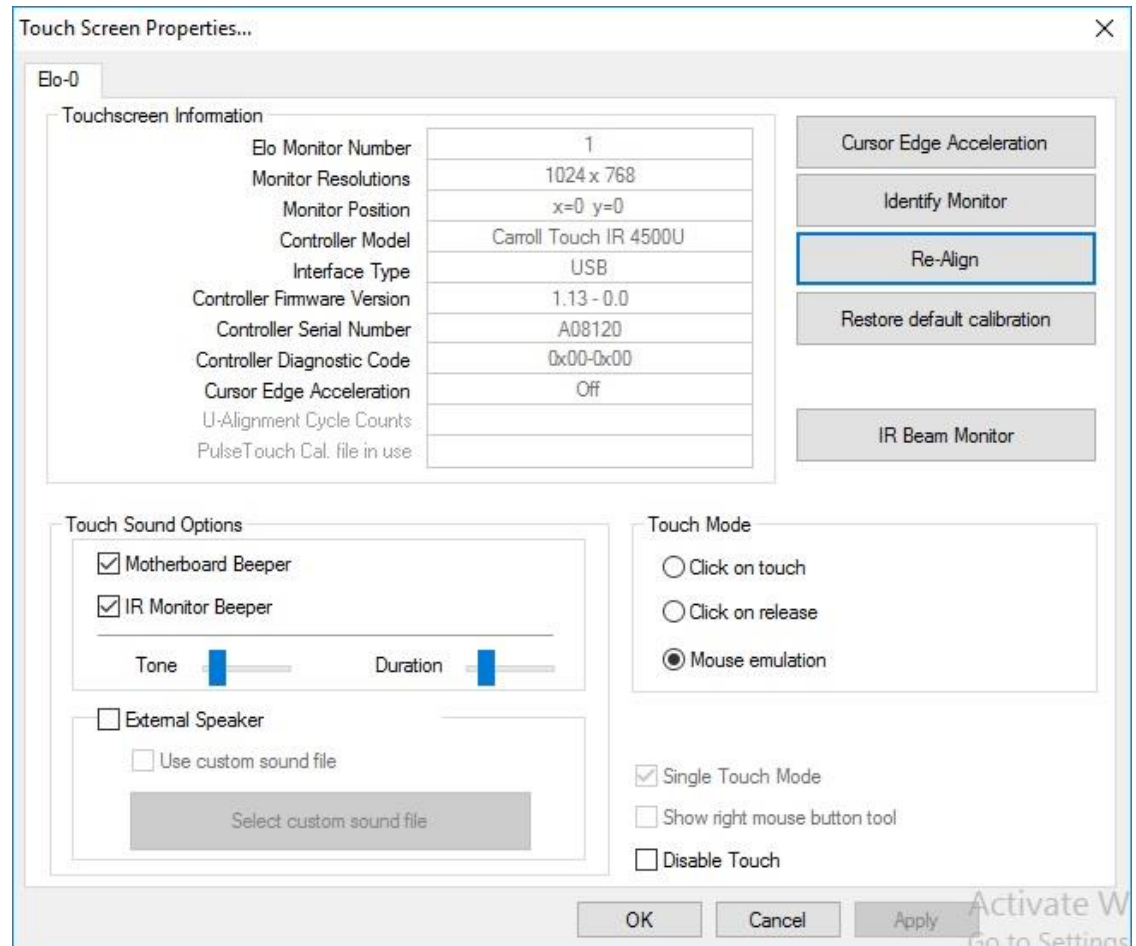 Touch Screen Properties...
Elo-0
Touchscreen Information
Elo Monitor Number 1
Monitor Resolutions 1024 x 768
Monitor Position x=0 y=0
Controller Model Carroll Touch IR 4500U
Interface Type USB
Controller Firmware Version 1.13 - 0.0
Controller Serial Number A08120
Controller Diagnostic Code 0x00-0x00
Cursor Edge Acceleration Off
U-Alignment Cycle Counts
PulseTouch Cal. file in use
Cursor Edge Acceleration
Identify Monitor
Re-Align
Restore default calibration
IR Beam Monitor
Touch Sound Options
Motherboard Beeper
IR Monitor Beeper
Tone Duration
External Speaker
Use custom sound file
Select custom sound file
Touch Mode
Click on touch
Click on release
Mouse emulation
Single Touch Mode
Show right mouse button tool
Disable Touch
OK Cancel Apply
Activate W
Go to Settings